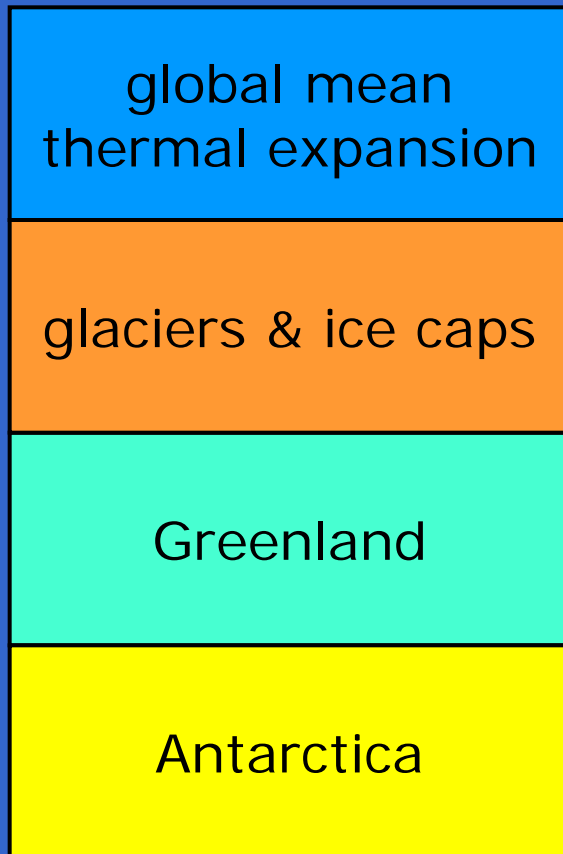 global mean
thermal expansion
glaciers & ice caps
Greenland
Antarctica